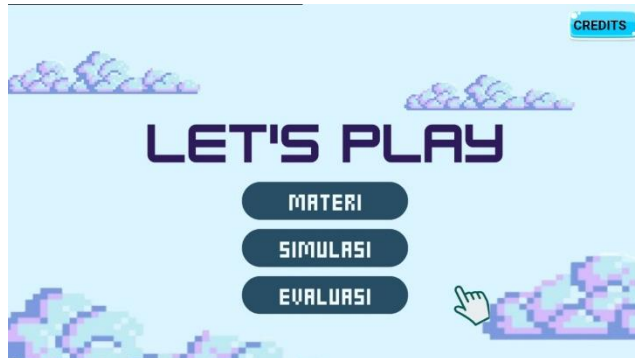 CREDITS
LET'S PLAY
MATERI
SIMULASI
EVALUASI